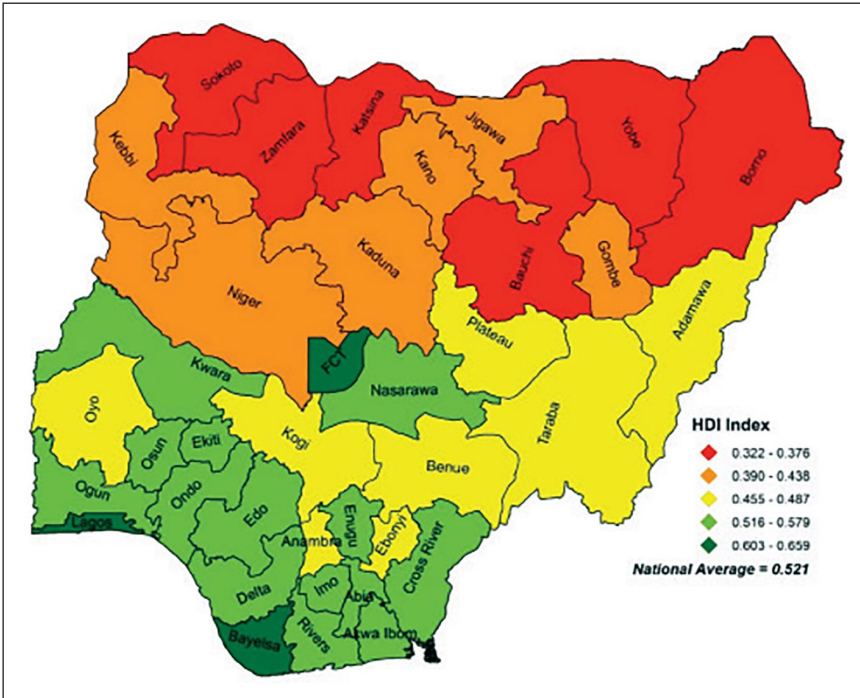 Sokoto
Kebbi
Zamfara
Katsina
Jigawa
Kano
Yobe
Borno
Kaduna
Bauchi
Gombe
Niger
Adamawa
Plateau
FCT
Kwara
Nasarawa
Taraba
Oyo
Kogi
Benue
Osun
Ekiti
Ogun
Ondo
Edo
Lagos
Anambra
Enugu
Ebonyi
Cross River
Delta
Imo
Abia
Bayelsa
Rivers
Akwa Ibom
HDI Index
0.322 - 0.376
0.390 - 0.438
0.455 - 0.487
0.516 - 0.579
0.603 - 0.659
National Average = 0.521